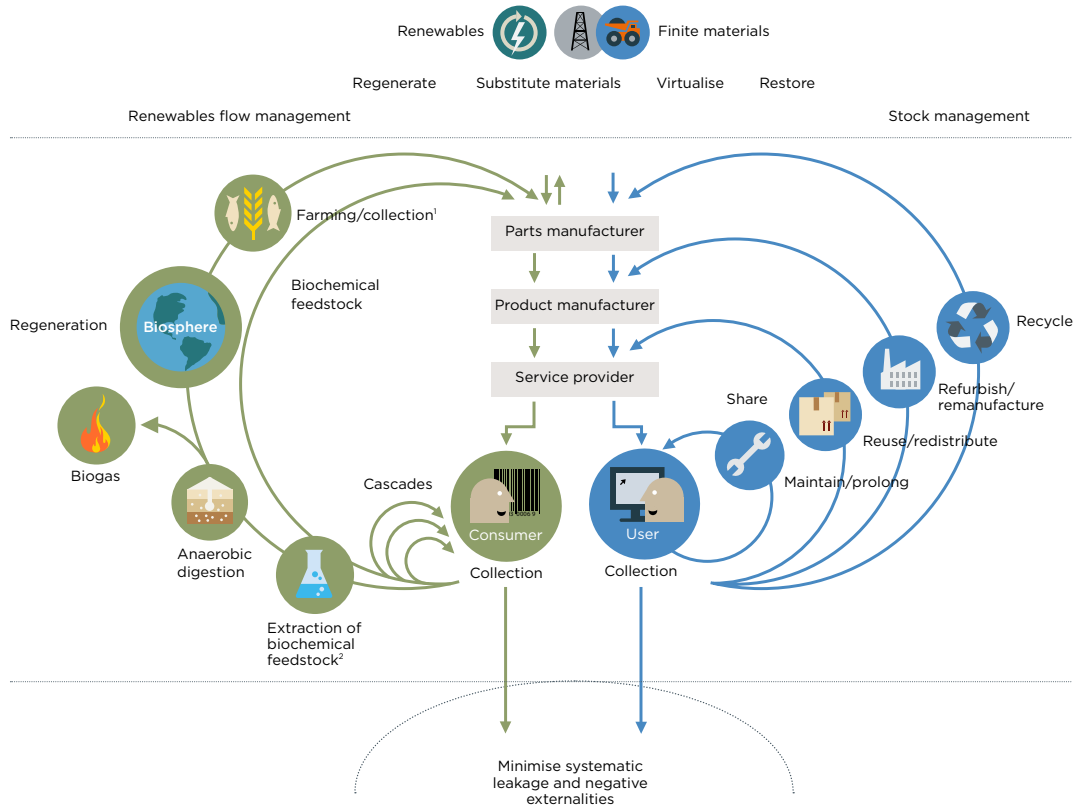 Renewables
Finite materials
Regenerate
Substitute materials
Virtualise
Restore
Renewables flow management
Stock management
Farming/collection¹
Parts manufacturer
Biochemical
feedstock
Regeneration
Biosphere
Product manufacturer
Recycle
Service provider
Refurbish/
remanufacture
Share
Reuse/redistribute
Biogas
Cascades
Maintain/prolong
Consumer
User
Anaerobic
digestion
Collection
Collection
Extraction of
biochemical
feedstock²
Minimise systematic
leakage and negative
externalities